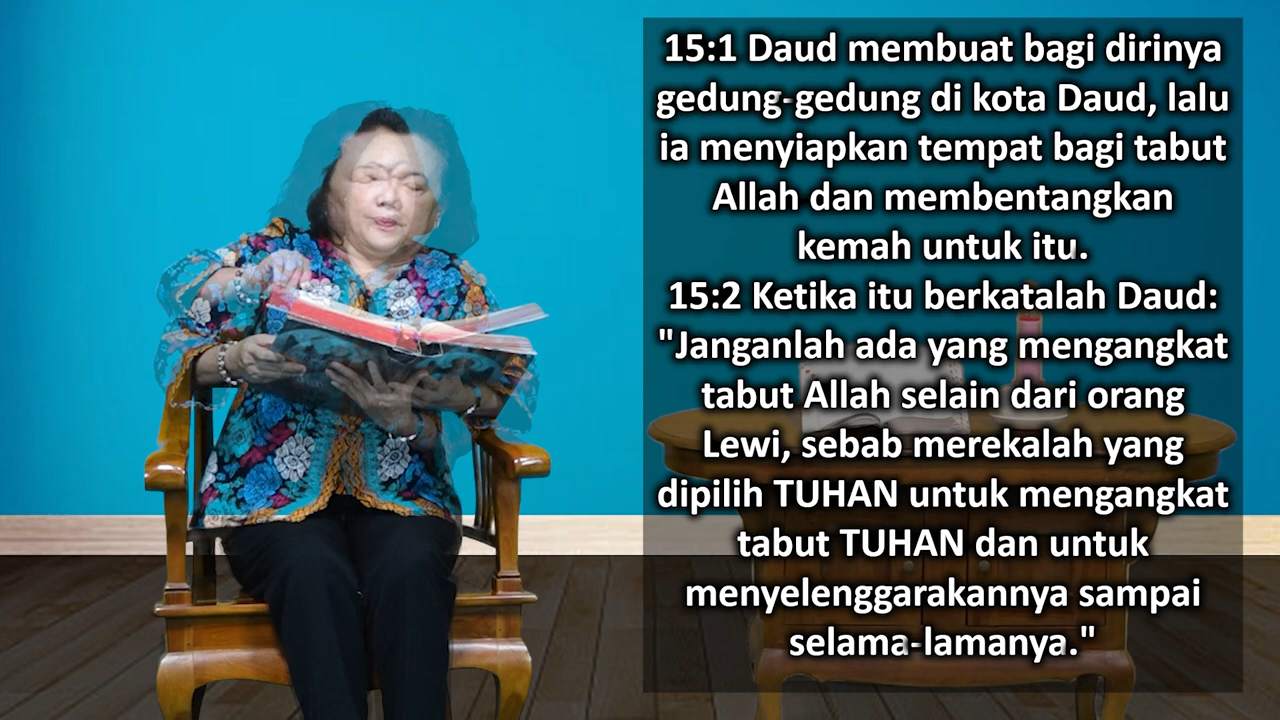 15:1 Daud membuat bagi dirinya
gedung-gedung di kota Daud, lalu
ia menyiapkan tempat bagi tabut
Allah dan membentangkan
kemah untuk itu.
15:2 Ketika itu berkatalah Daud:
"Janganlah ada yang mengangkat
tabut Allah selain dari orang
Lewi, sebab merekalah yang
dipilih TUHAN untuk mengangkat
tabut TUHAN dan untuk
menyelenggarakannya sampai
selama-lamanya."